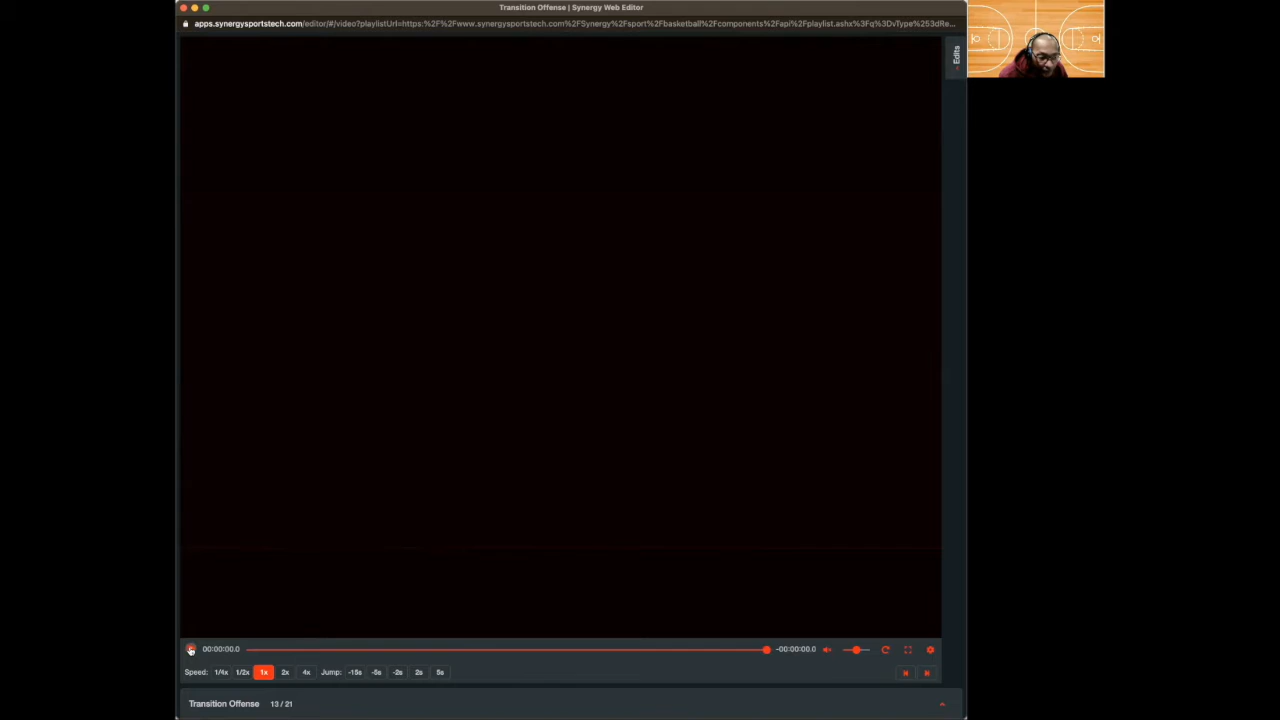 Transition Offense | Synergy Web Editor
apps.synergysportstech.com/editor/#/video?playlistUrl=https:%2F%2Fwww.synergysportstech.com%2FSynergy%2Fsport%2Fbasketball%2Fcomponents%2Fapi%2Fplaylist.ashx%2Fq%3DvType%253dRe...
Edits
00:00:00.0 -00:00:00.0
Speed: 1/4x 1/2x 1x 2x 4x Jump: -15s -5s -2s 2s 5s
Transition Offense 13 / 21